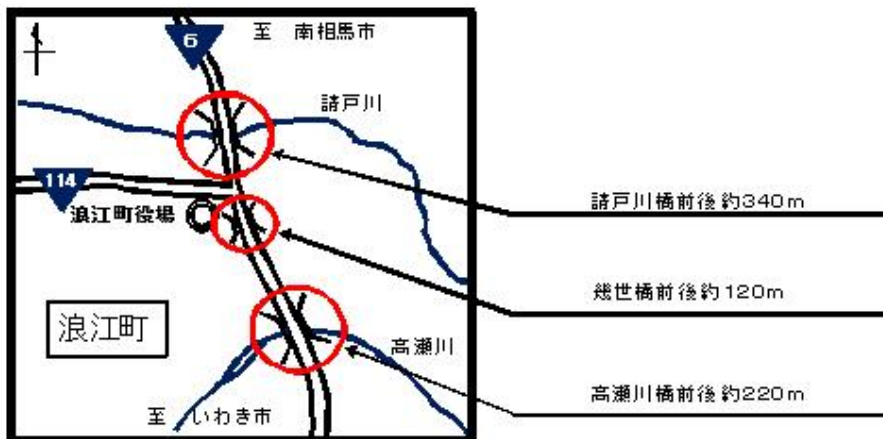 6
至 南相馬市
請戸川
114
請戸川橋前後約340m
浪江町役場
幾世橋前後約120m
浪江町
高瀬川
高瀬川橋前後約220m
至 いわき市